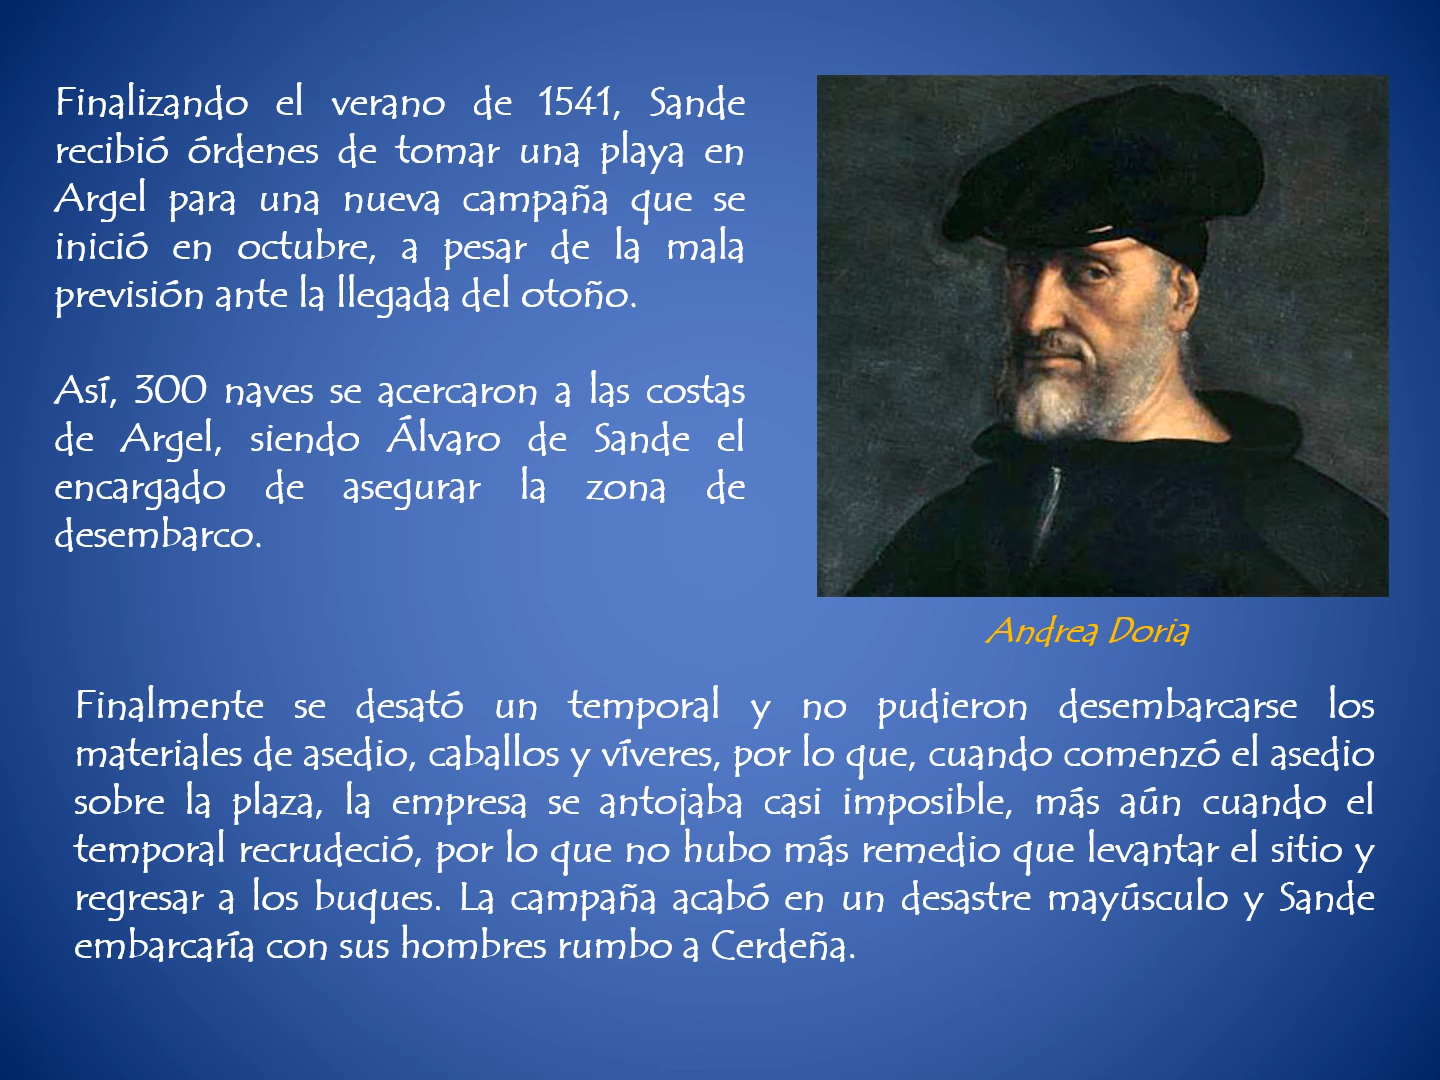 Finalizando el verano de 1541, Sande
recibió órdenes de tomar una playa en
Argel para una nueva campaña que se
inició en octubre, a pesar de la mala
previsión ante la llegada del otoño.
Así, 300 naves se acercaron a las costas
de Argel, siendo Álvaro de Sande el
encargado de asegurar la zona de
desembarco.
Andrea Doria
Finalmente se desató un temporal y no pudieron desembarcarse los
materiales de asedio, caballos y víveres, por lo que, cuando comenzó el asedio
sobre la plaza, la empresa se antojaba casi imposible, más aún cuando el
temporal recrudeció, por lo que no hubo más remedio que levantar el sitio y
regresar a los buques. La campaña acabó en un desastre mayúsculo y Sande
embarcaría con sus hombres rumbo a Cerdeña.